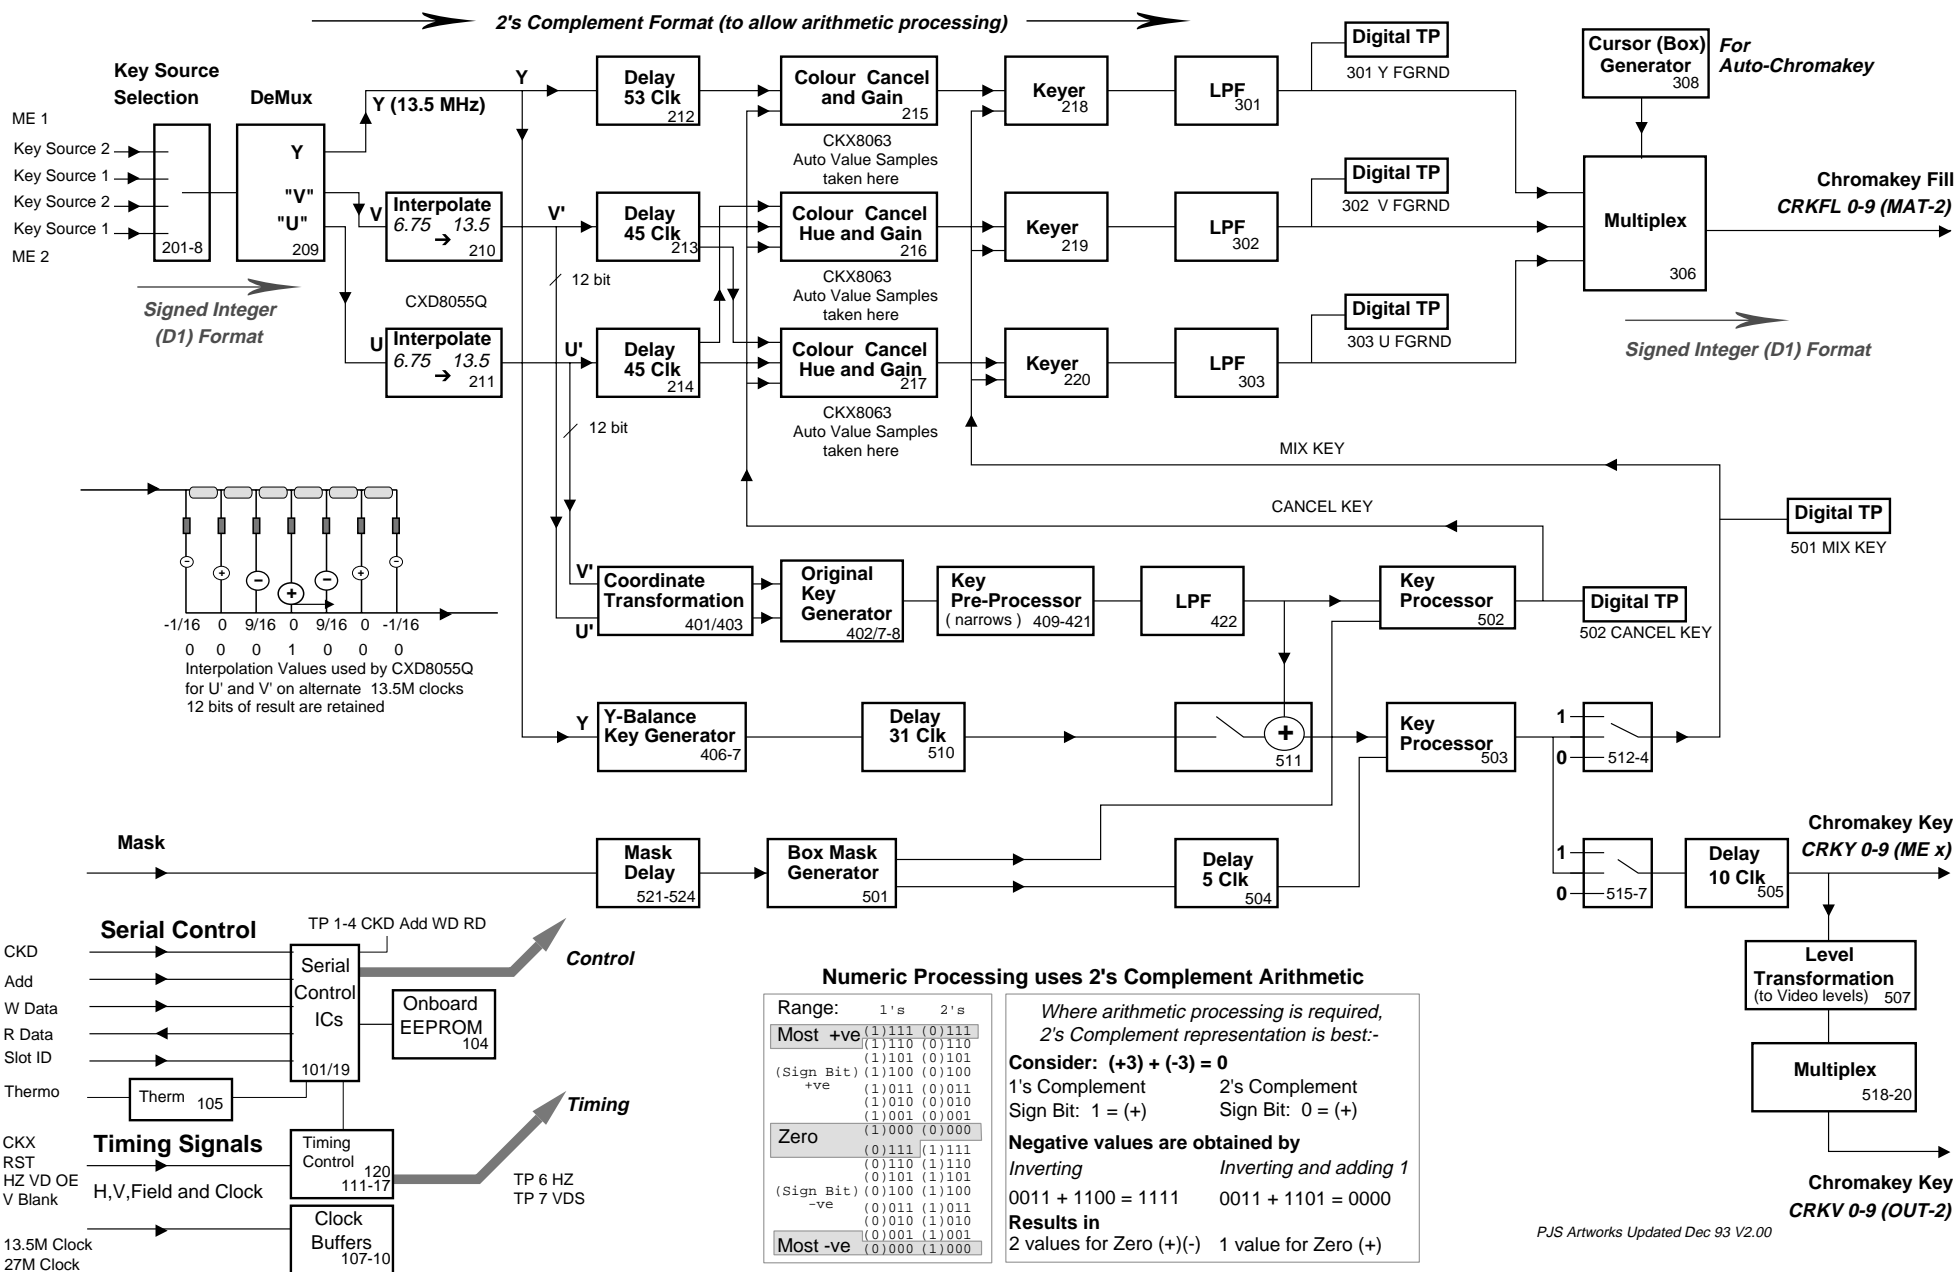 2's Complement Format (to allow arithmetic processing)
Key Source
Selection
DeMux
ME 1
Key Source 2
Key Source 1
Key Source 2
Key Source 1
ME 2
201-8
Y
"V"
"U"
209
Y (13.5 MHz)
Y
Signed Integer
(D1) Format
V
Interpolate
6.75 → 13.5
210
V'
CXD8055Q
U
Interpolate
6.75 → 13.5
211
U'
12 bit
12 bit
Delay
53 Clk
212
Delay
45 Clk
213
Delay
45 Clk
214
Colour Cancel
and Gain
215
CKX8063
Auto Value Samples
taken here
Colour Cancel
Hue and Gain
216
CKX8063
Auto Value Samples
taken here
Colour Cancel
Hue and Gain
217
CKX8063
Auto Value Samples
taken here
Keyer
218
Keyer
219
Keyer
220
LPF
301
LPF
302
LPF
303
Digital TP
301 Y FGRND
Digital TP
302 V FGRND
Digital TP
303 U FGRND
Cursor (Box)
Generator
308
For
Auto-Chromakey
Multiplex
306
Chromakey Fill
CRKFL 0-9 (MAT-2)
Signed Integer (D1) Format
MIX KEY
CANCEL KEY
Digital TP
501 MIX KEY
-1/16 0 9/16 0 9/16 0 -1/16
0 0 0 1 0 0 0
Interpolation Values used by CXD8055Q
for U' and V' on alternate 13.5M clocks
12 bits of result are retained
V'
U'
Coordinate
Transformation
401/403
Original
Key
Generator
402/7-8
Key
Pre-Processor
( narrows ) 409-421
LPF
422
Key
Processor
502
Digital TP
502 CANCEL KEY
Y
Y-Balance
Key Generator
406-7
Delay
31 Clk
510
+
511
Key
Processor
503
1
0
512-4
Mask
Mask
Delay
521-524
Box Mask
Generator
501
Delay
5 Clk
504
1
0
515-7
Delay
10 Clk
505
Chromakey Key
CRKY 0-9 (ME x)
Level
Transformation
(to Video levels) 507
Multiplex
518-20
Chromakey Key
CRKV 0-9 (OUT-2)
Serial Control
TP 1-4 CKD Add WD RD
CKD
Add
W Data
R Data
Slot ID
Thermo
Serial
Control
ICs
101/19
Onboard
EEPROM
104
Therm 105
Control
Timing
CKX
RST
HZ VD OE
V Blank
Timing Signals
H,V,Field and Clock
Timing
Control
120
111-17
TP 6 HZ
TP 7 VDS
Clock
Buffers
107-10
13.5M Clock
27M Clock
Numeric Processing uses 2's Complement Arithmetic
Range: 1's 2's
Most +ve (1)111 (0)111
(1)110 (0)110
(1)101 (0)101
(Sign Bit) (1)100 (0)100
+ve
(1)011 (0)011
(1)010 (0)010
(1)001 (0)001
Zero (1)000 (0)000
(0)111 (1)111
(0)110 (1)110
(0)101 (1)101
(Sign Bit) (0)100 (1)100
-ve
(0)011 (1)011
(0)010 (1)010
(0)001 (1)001
Most -ve (0)000 (1)000
Where arithmetic processing is required,
2's Complement representation is best:-
Consider: (+3) + (-3) = 0
1's Complement 2's Complement
Sign Bit: 1 = (+) Sign Bit: 0 = (+)
Negative values are obtained by
Inverting Inverting and adding 1
0011 + 1100 = 1111 0011 + 1101 = 0000
Results in
2 values for Zero (+)(-) 1 value for Zero (+)
PJS Artworks Updated Dec 93 V2.00